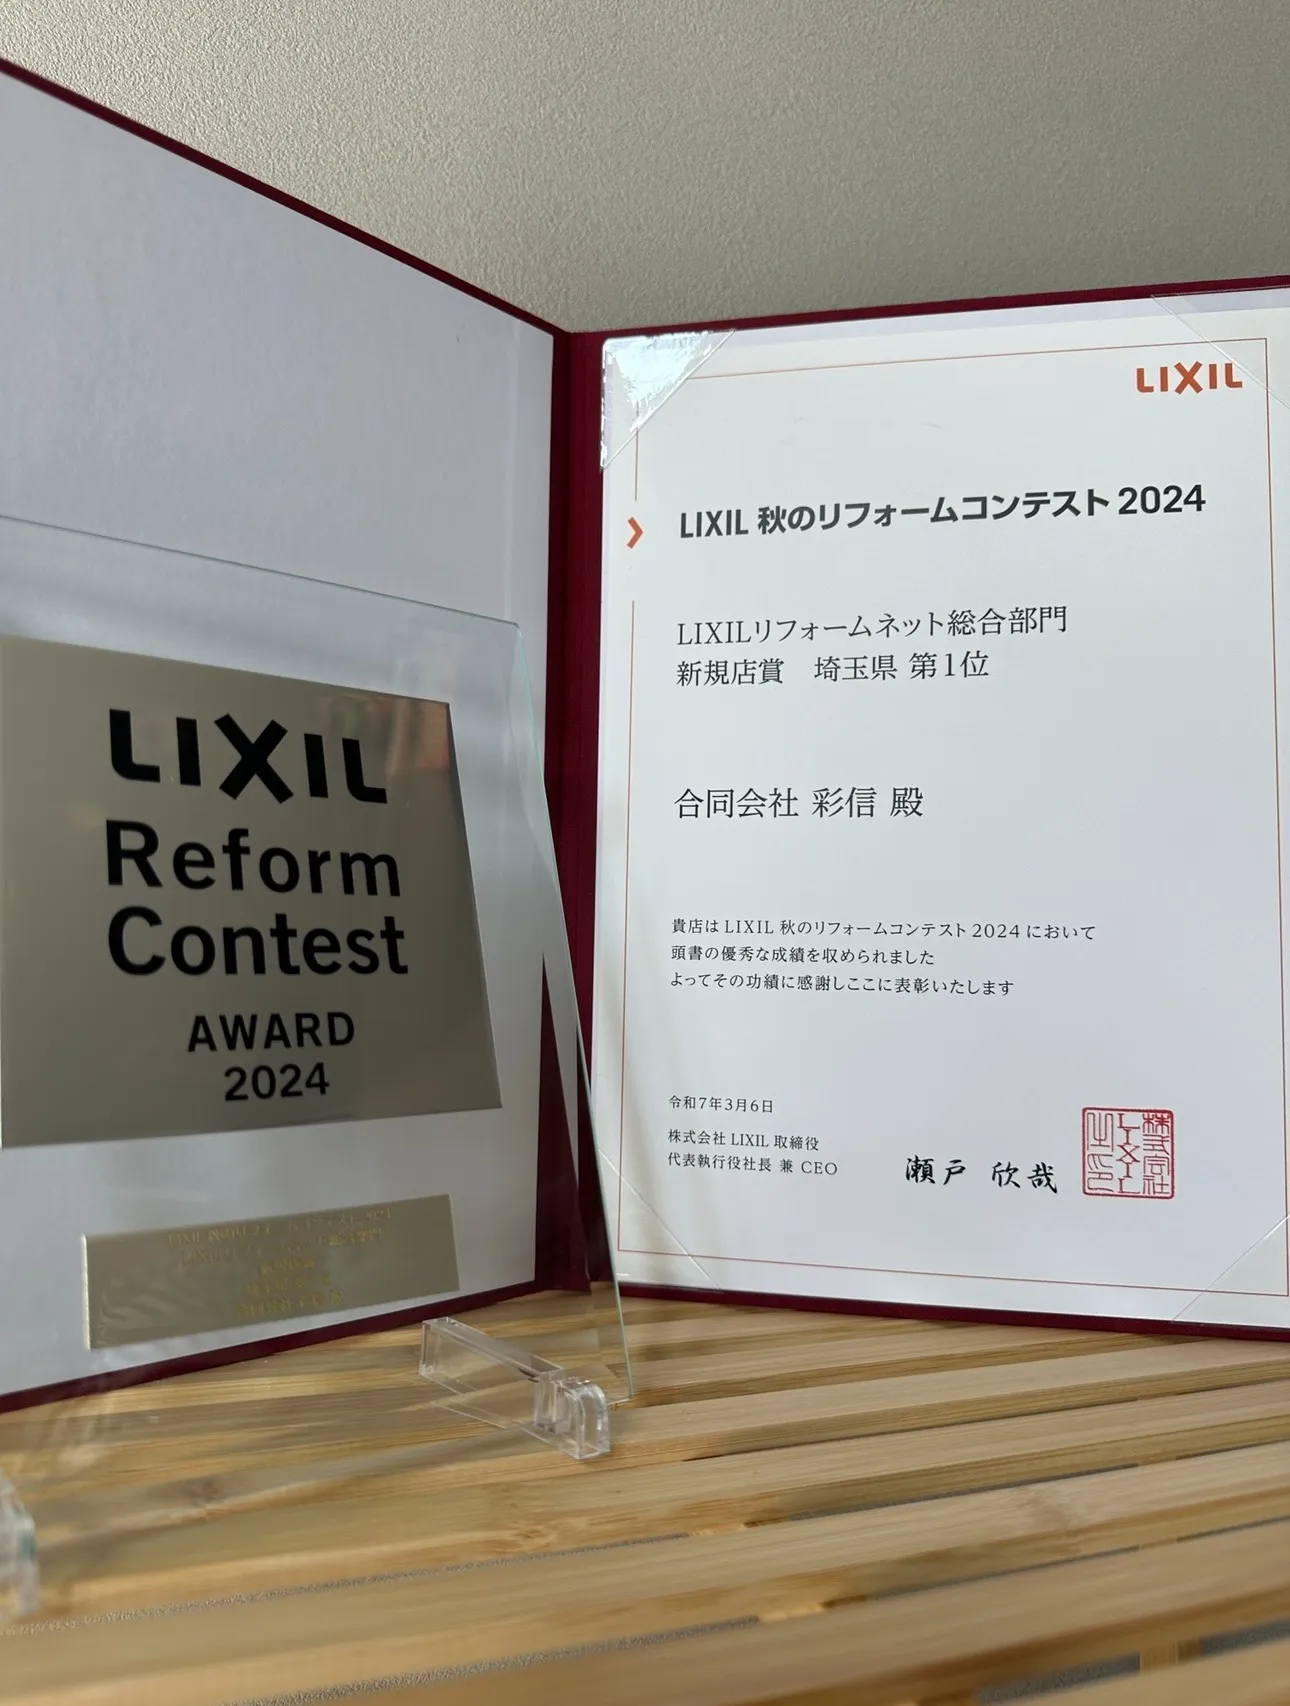 LIXIL
Reform
Contest
AWARD
2024
LIXIL
LIXIL 秋のリフォームコンテスト 2024
LIXILリフォームネット総合部門
新規店賞　埼玉県 第1位
合同会社 彩信 殿
貴店は LIXIL 秋のリフォームコンテスト 2024 において
頭書の優秀な成績を収められました
よってその功績に感謝しここに表彰いたします
令和7年3月6日
株式会社 LIXIL 取締役
代表執行役社長 兼 CEO
瀬戸 欣哉
株式会社
LIXIL
之印